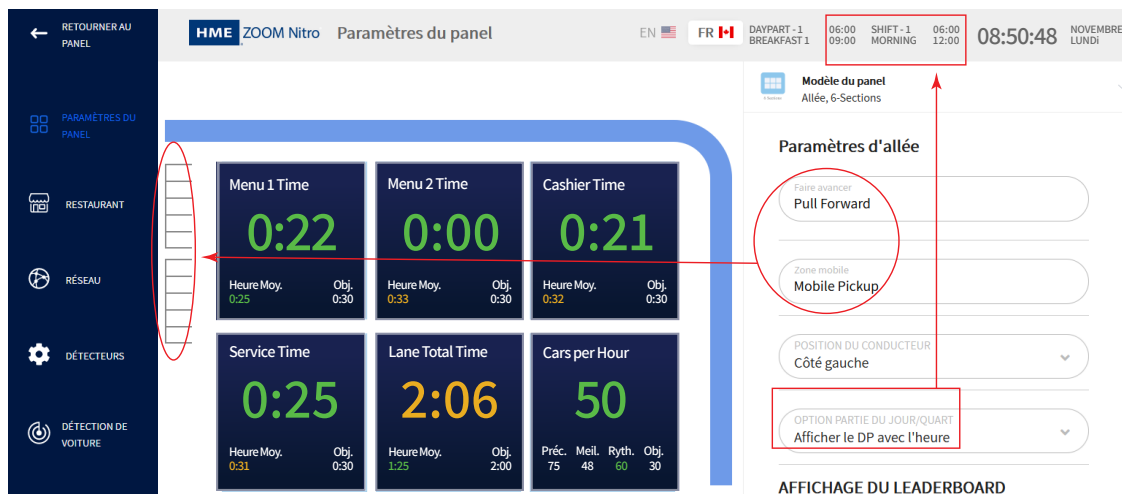 RETOURNER AU
PANEL
HME ZOOM Nitro Paramètres du panel
EN FR
DAYPART - 1 06:00 SHIFT - 1 06:00
BREAKFAST 1 09:00 MORNING 12:00
08:50:48
NOVEMBRE
LUNDi
Modèle du panel
Allée, 6-Sections
PARAMÈTRES DU
PANEL
RESTAURANT
RÉSEAU
DÉTECTEURS
DÉTECTION DE
VOITURE
Menu 1 Time
0:22
Heure Moy. Obj.
0:25 0:30
Menu 2 Time
0:00
Heure Moy. Obj.
0:33 0:30
Cashier Time
0:21
Heure Moy. Obj.
0:32 0:30
Service Time
0:25
Heure Moy. Obj.
0:31 0:30
Lane Total Time
2:06
Heure Moy. Obj.
1:25 2:00
Cars per Hour
50
Préc. Meil. Ryth. Obj.
75 48 60 30
Paramètres d'allée
Faire avancer
Pull Forward
Zone mobile
Mobile Pickup
POSITION DU CONDUCTEUR
Côté gauche
OPTION PARTIE DU JOUR/QUART
Afficher le DP avec l'heure
AFFICHAGE DU LEADERBOARD